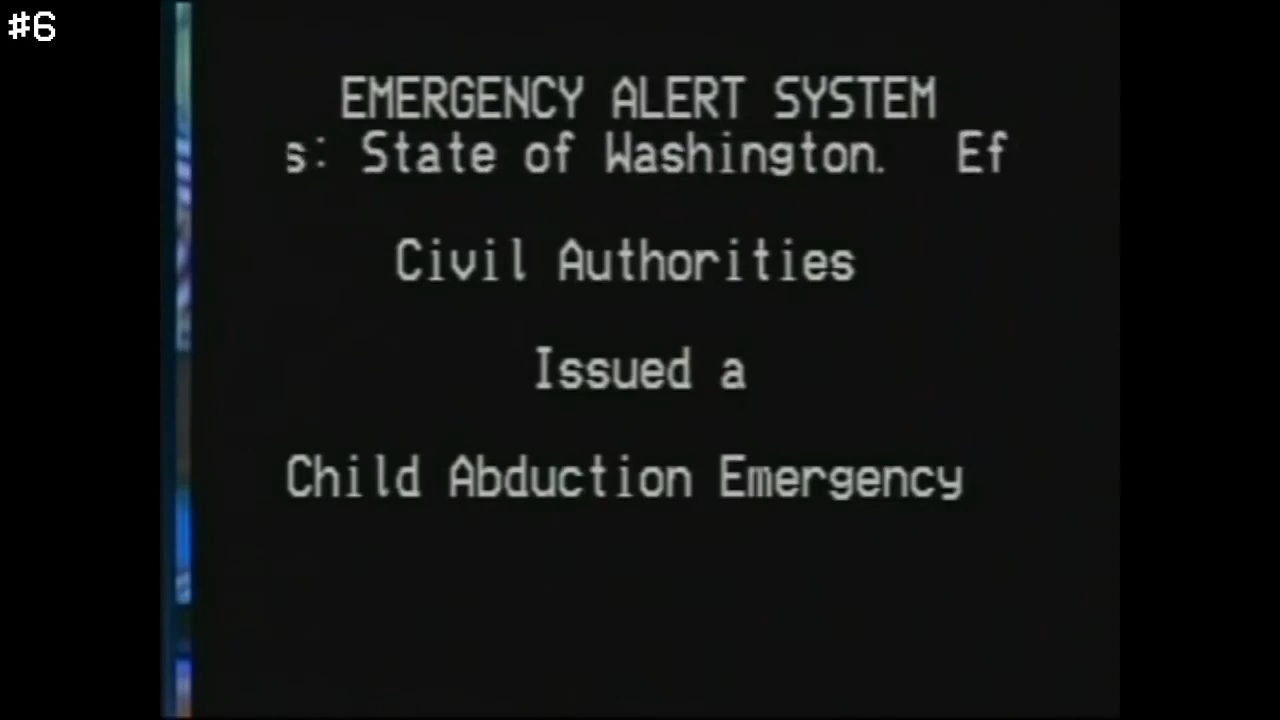 #6
EMERGENCY ALERT SYSTEM
s: State of Washington. Ef
Civil Authorities
Issued a
Child Abduction Emergency